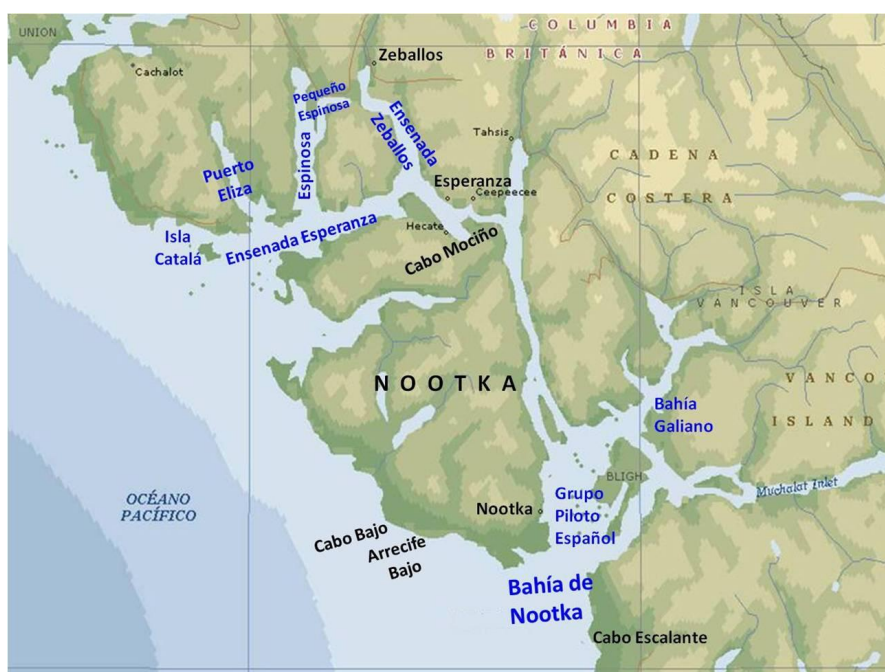 COLUMBIA
BRITÁNICA
UNION
Zeballos
Cachalot
Pequeño
Espinosa
Ensenada
Zeballos
Espinosa
Puerto
Eliza
Tahsis
CADENA
COSTERA
Esperanza
Ceepeecee
Isla
Catalá
Ensenada Esperanza
Hecate
Cabo Mociño
ISLA
VANCOUVER
NOOTKA
VANCO
ISLAND
Bahía
Galiano
BLIGH
Muchalat Inlet
OCÉANO
PACÍFICO
Nootka
Grupo
Piloto
Español
Cabo Bajo
Arrecife
Bajo
Bahía de
Nootka
Cabo Escalante